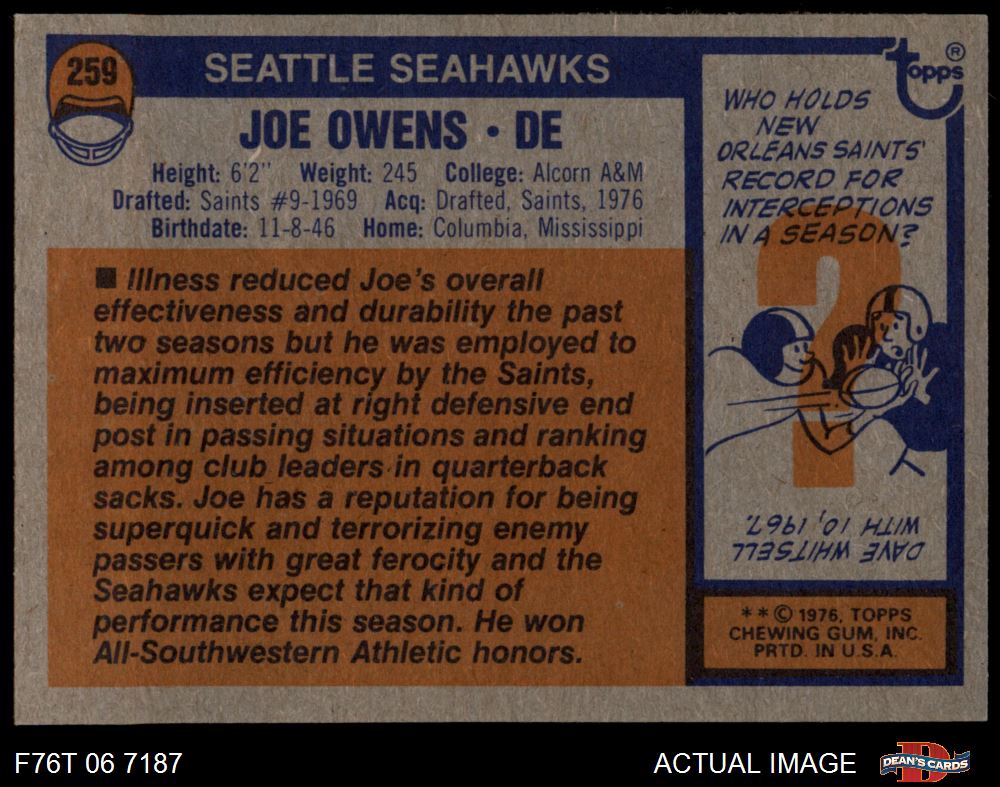 259
SEATTLE SEAHAWKS
JOE OWENS • DE
Height: 6'2" Weight: 245 College: Alcorn A&M
Drafted: Saints #9-1969 Acq: Drafted, Saints, 1976
Birthdate: 11-8-46 Home: Columbia, Mississippi
■ Illness reduced Joe's overall
effectiveness and durability the past
two seasons but he was employed to
maximum efficiency by the Saints,
being inserted at right defensive end
post in passing situations and ranking
among club leaders in quarterback
sacks. Joe has a reputation for being
superquick and terrorizing enemy
passers with great ferocity and the
Seahawks expect that kind of
performance this season. He won
All-Southwestern Athletic honors.
Topps®
WHO HOLDS
NEW
ORLEANS SAINTS'
RECORD FOR
INTERCEPTIONS
IN A SEASON?
?
DAVE WHITSELL
WITH 10, 1967.
* * © 1976, TOPPS
CHEWING GUM, INC.
PRTD. IN U.S.A.
F76T 06 7187
ACTUAL IMAGE
D
DEAN'S CARDS